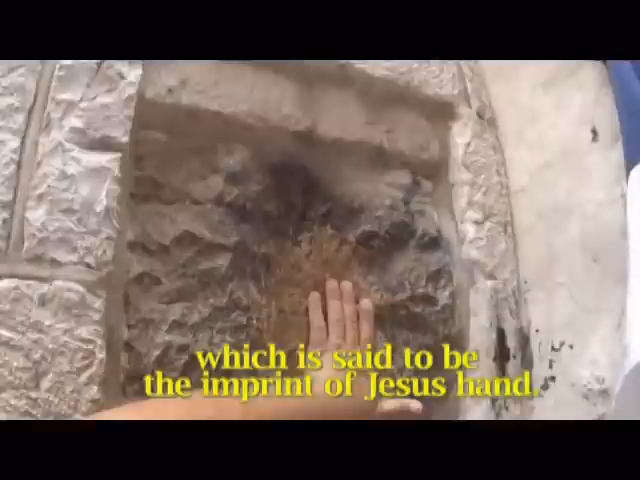 which is said to be
the imprint of Jesus hand.